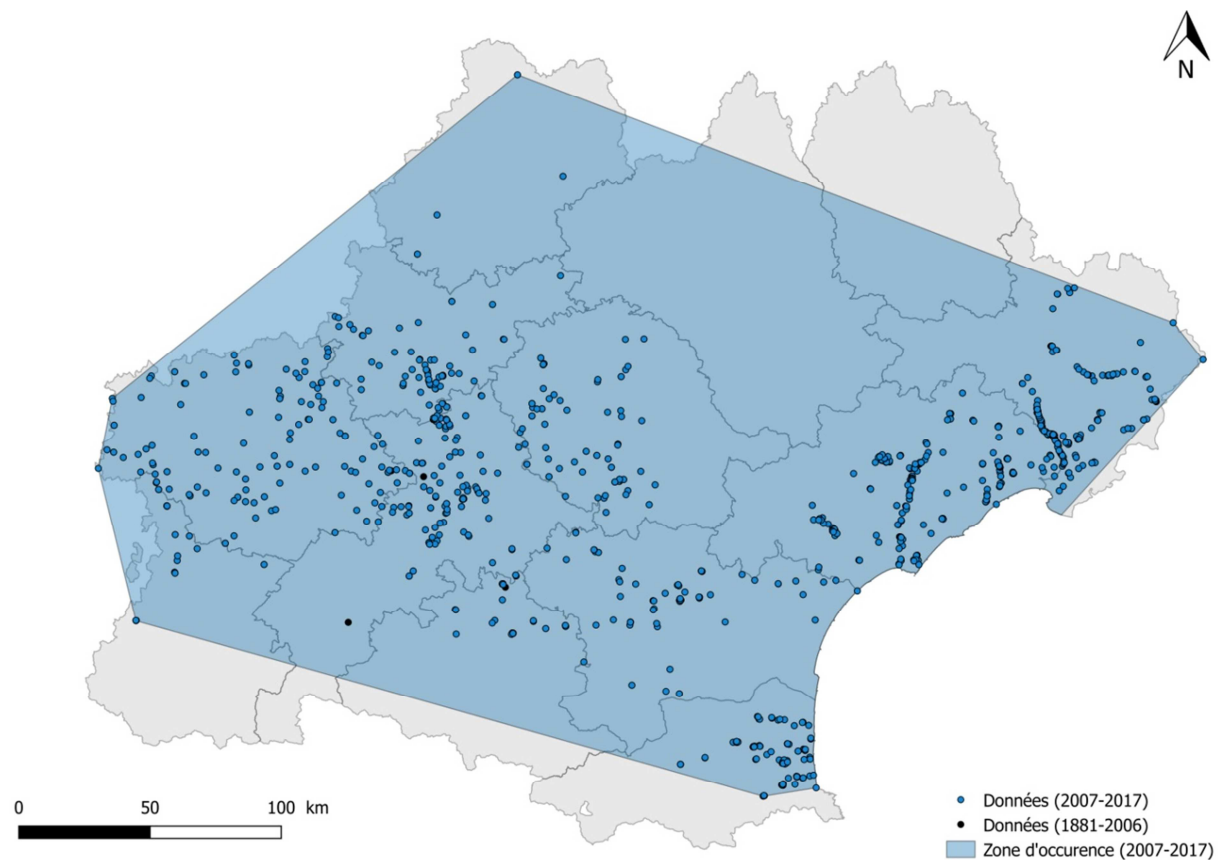 N
0 50 100 km
Données (2007-2017)
Données (1881-2006)
Zone d'occurence (2007-2017)